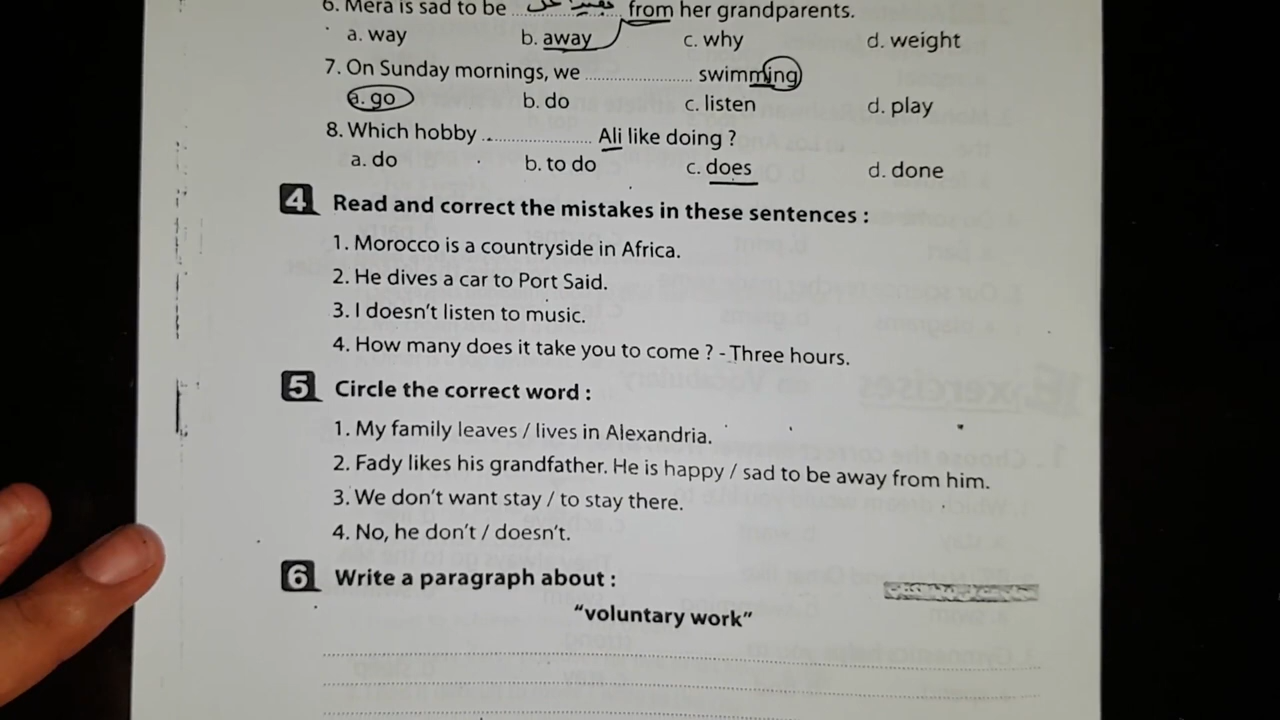 6. Mera is sad to be .................... from her grandparents.
a. way b. away c. why d. weight
7. On Sunday mornings, we .................... swimming
a. go b. do c. listen d. play
8. Which hobby .................... Ali like doing ?
a. do b. to do c. does d. done
4 Read and correct the mistakes in these sentences :
1. Morocco is a countryside in Africa.
2. He dives a car to Port Said.
3. I doesn't listen to music.
4. How many does it take you to come ? - Three hours.
5 Circle the correct word :
1. My family leaves / lives in Alexandria.
2. Fady likes his grandfather. He is happy / sad to be away from him.
3. We don't want stay / to stay there.
4. No, he don't / doesn't.
6 Write a paragraph about :
"voluntary work"